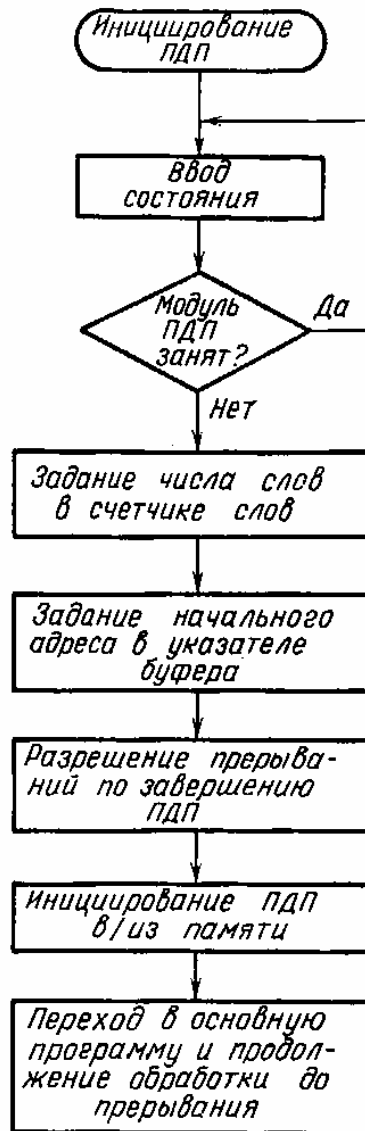 Инициирование
ПДП
Ввод
состояния
Модуль
ПДП
занят?
Да
Нет
Задание числа слов
в счетчике слов
Задание начального
адреса в указателе
буфера
Разрешение прерыва-
ний по завершению
ПДП
Инициирование ПДП
в/из памяти
Переход в основную
программу и продол-
жение обработки до
прерывания